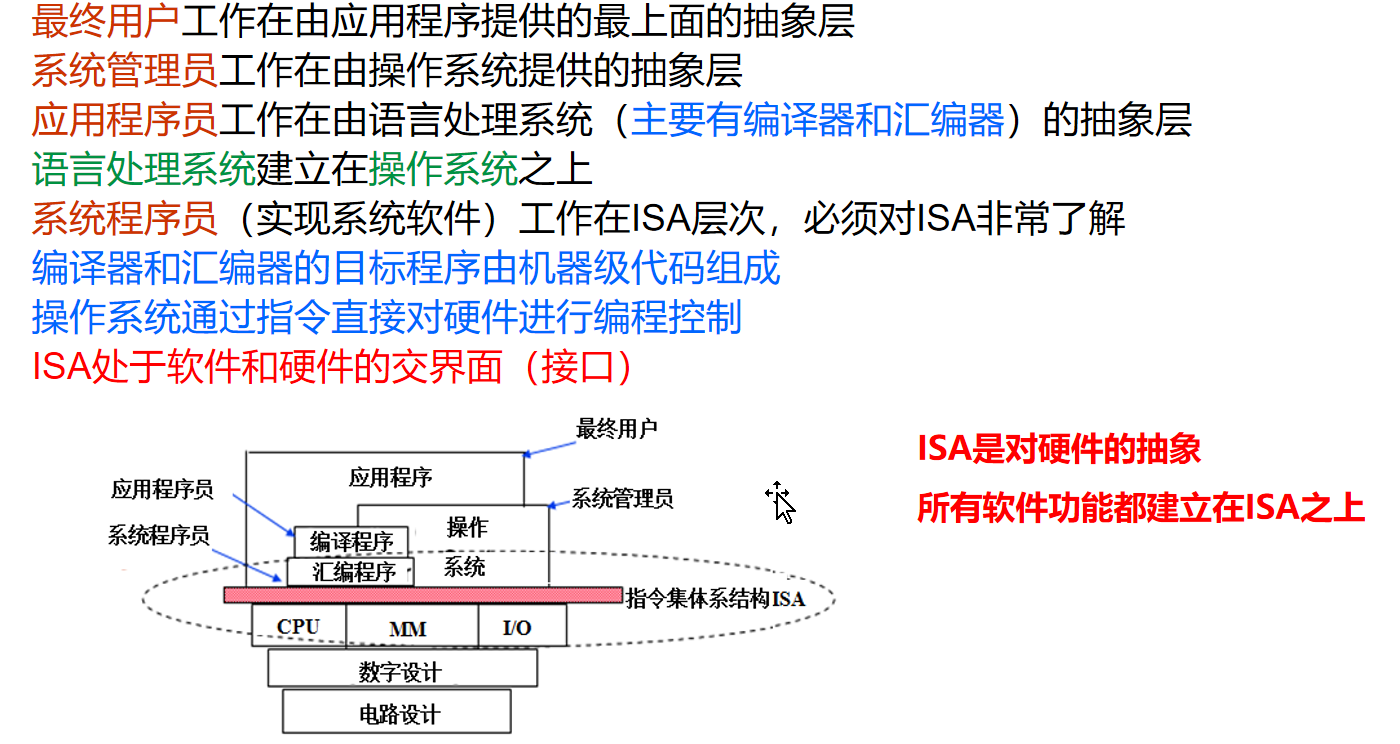 最终用户工作在由应用程序提供的最上面的抽象层
系统管理员工作在由操作系统提供的抽象层
应用程序员工作在由语言处理系统（主要有编译器和汇编器）的抽象层
语言处理系统建立在操作系统之上
系统程序员（实现系统软件）工作在ISA层次，必须对ISA非常了解
编译器和汇编器的目标程序由机器级代码组成
操作系统通过指令直接对硬件进行编程控制
ISA处于软件和硬件的交界面（接口）
最终用户
应用程序
应用程序员
系统管理员
操作
系统程序员
编译程序
汇编程序
系统
指令集体系结构ISA
CPU
MM
I/O
数字设计
电路设计
ISA是对硬件的抽象
所有软件功能都建立在ISA之上